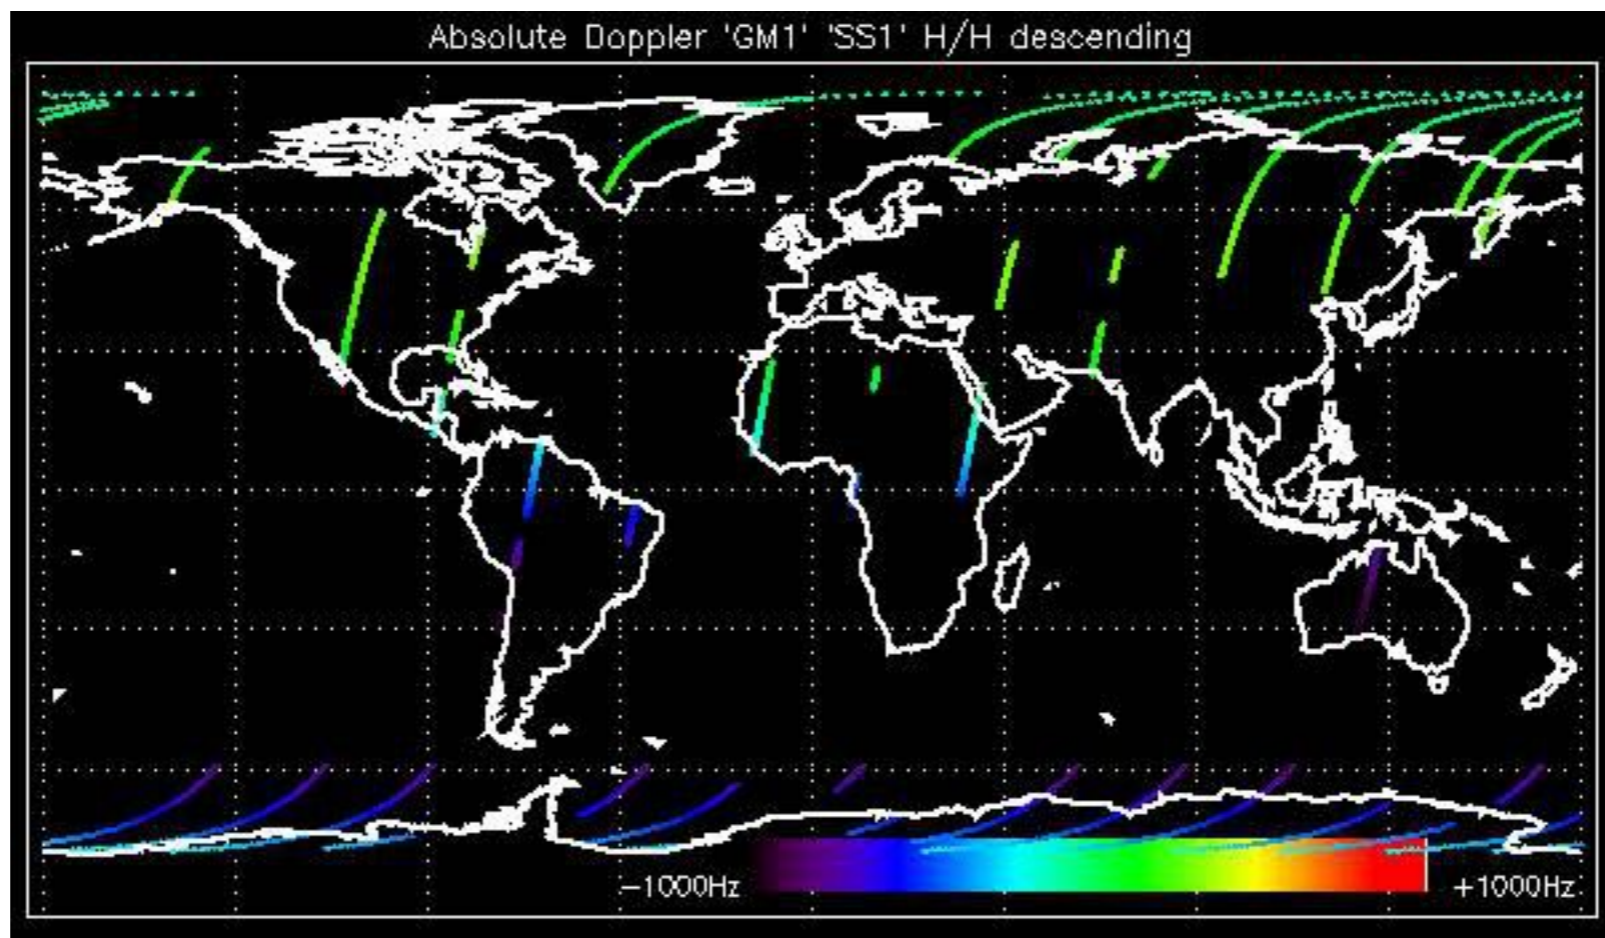 Absolute Doppler 'GM1' 'SS1' H/H descending
−1000Hz +1000Hz